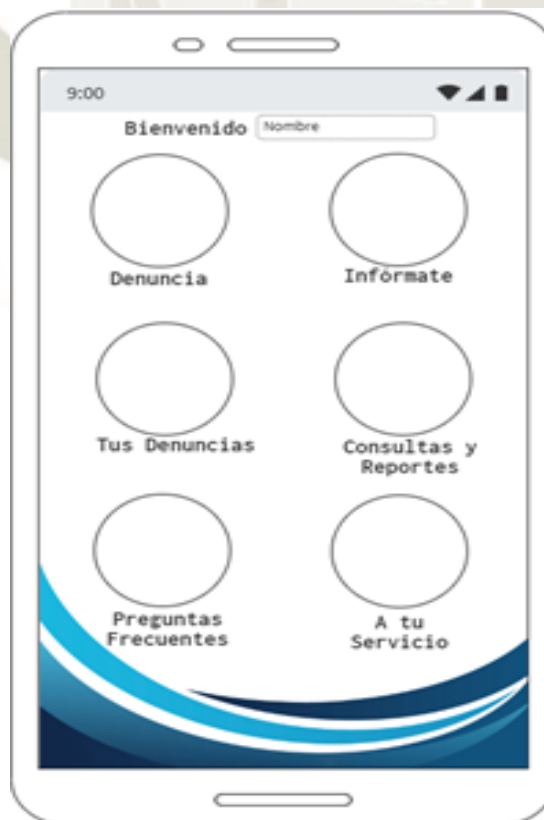 9:00
Bienvenido Nombre
Denuncia
Infórmate
Tus Denuncias
Consultas y
Reportes
Preguntas
Frecuentes
A tu
Servicio